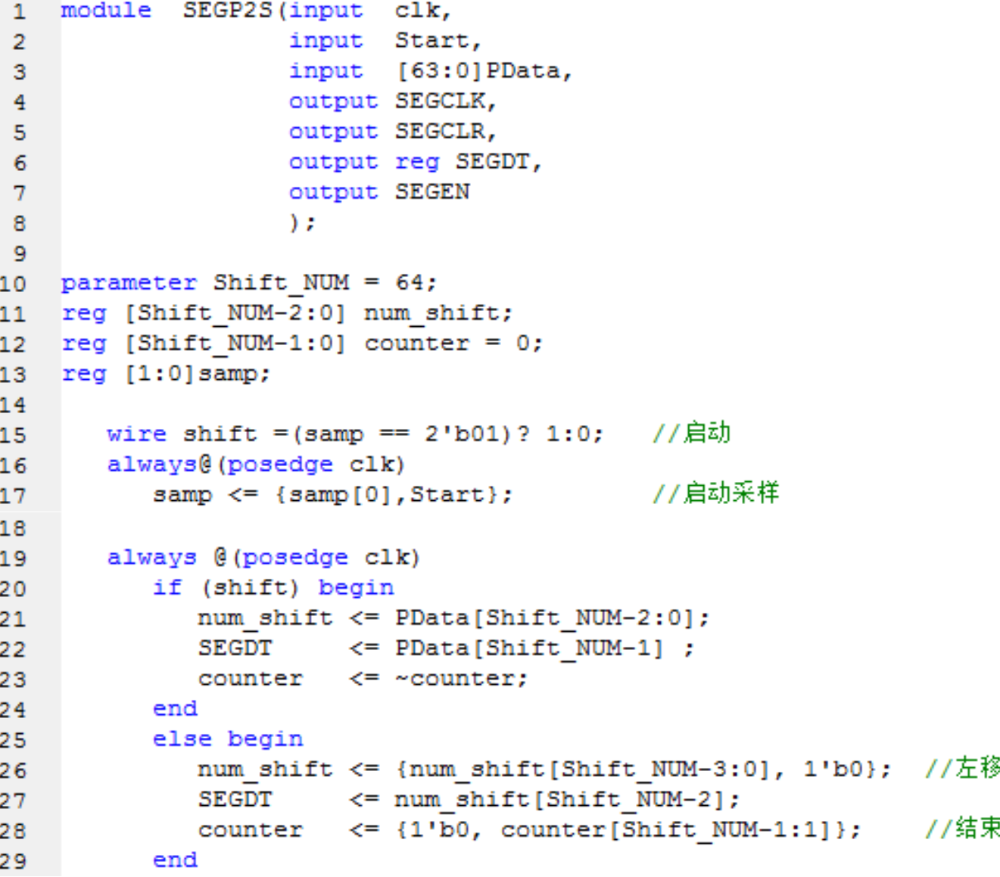 1 module  SEGP2S(input  clk,
2                input  Start,
3                input  [63:0]PData,
4                output SEGCLK,
5                output SEGCLR,
6                output reg SEGDT,
7                output SEGEN
8                );
9
10 parameter Shift_NUM = 64;
11 reg [Shift_NUM-2:0] num_shift;
12 reg [Shift_NUM-1:0] counter = 0;
13 reg [1:0]samp;
14
15    wire shift =(samp == 2'b01)? 1:0;   //启动
16    always@(posedge clk)
17       samp <= {samp[0],Start};         //启动采样
18
19    always @(posedge clk)
20       if (shift) begin
21          num_shift <= PData[Shift_NUM-2:0];
22          SEGDT     <= PData[Shift_NUM-1] ;
23          counter   <= ~counter;
24       end
25       else begin
26          num_shift <= {num_shift[Shift_NUM-3:0], 1'b0};  //左移
27          SEGDT     <= num_shift[Shift_NUM-2];
28          counter   <= {1'b0, counter[Shift_NUM-1:1]};    //结束
29       end